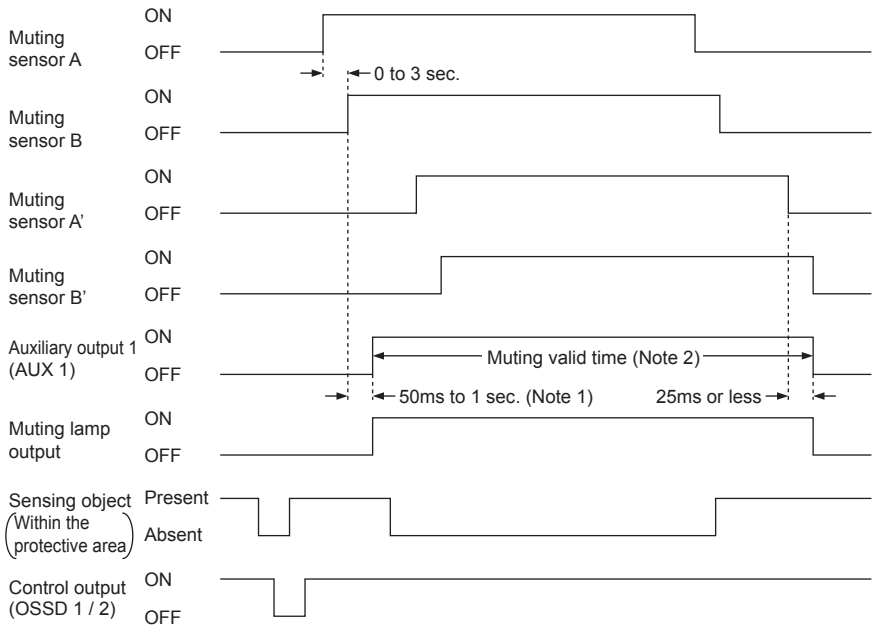 Muting
sensor A
ON
OFF
0 to 3 sec.
Muting
sensor B
ON
OFF
Muting
sensor A’
ON
OFF
Muting
sensor B’
ON
OFF
Auxiliary output 1
(AUX 1)
ON
OFF
Muting valid time (Note 2)
50ms to 1 sec. (Note 1)
25ms or less
Muting lamp
output
ON
OFF
Sensing object
(Within the
protective area)
Present
Absent
Control output
(OSSD 1 / 2)
ON
OFF